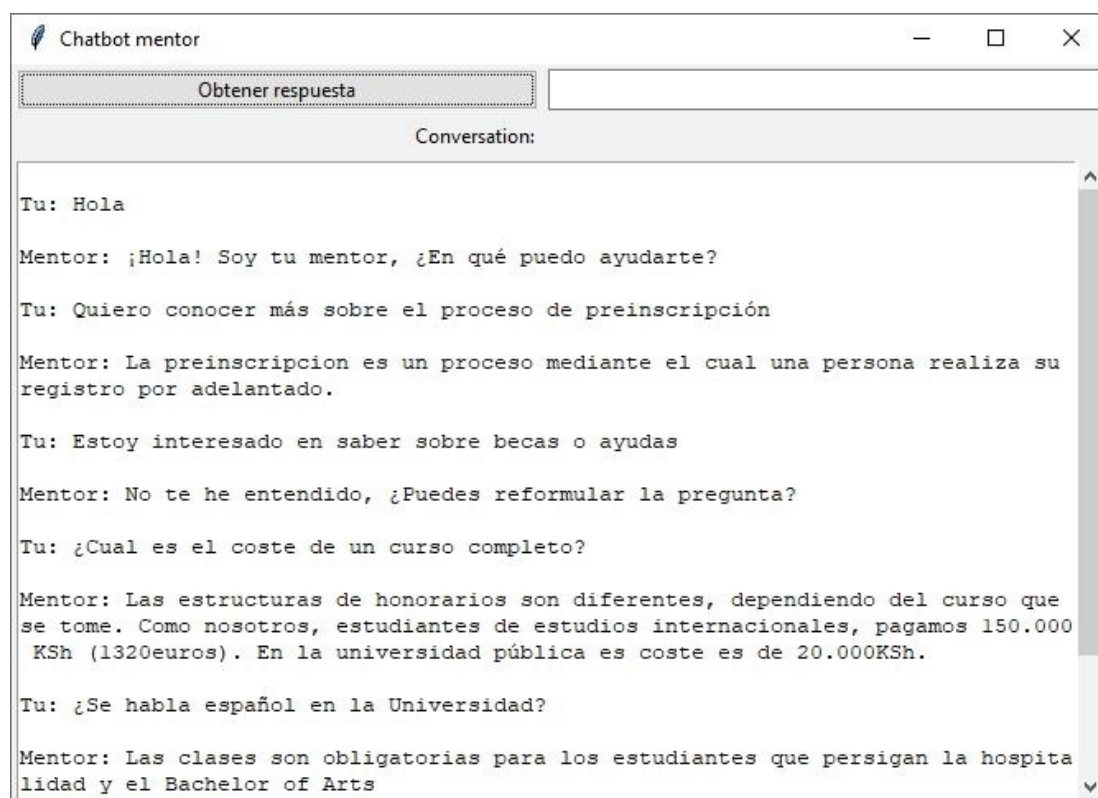 Chatbot mentor
Obtener respuesta
Conversation:
Tu: Hola
Mentor: ¡Hola! Soy tu mentor, ¿En qué puedo ayudarte?
Tu: Quiero conocer más sobre el proceso de preinscripción
Mentor: La preinscripcion es un proceso mediante el cual una persona realiza su
registro por adelantado.
Tu: Estoy interesado en saber sobre becas o ayudas
Mentor: No te he entendido, ¿Puedes reformular la pregunta?
Tu: ¿Cual es el coste de un curso completo?
Mentor: Las estructuras de honorarios son diferentes, dependiendo del curso que
se tome. Como nosotros, estudiantes de estudios internacionales, pagamos 150.000
KSh (1320euros). En la universidad pública es coste es de 20.000KSh.
Tu: ¿Se habla español en la Universidad?
Mentor: Las clases son obligatorias para los estudiantes que persigan la hospita
lidad y el Bachelor of Arts